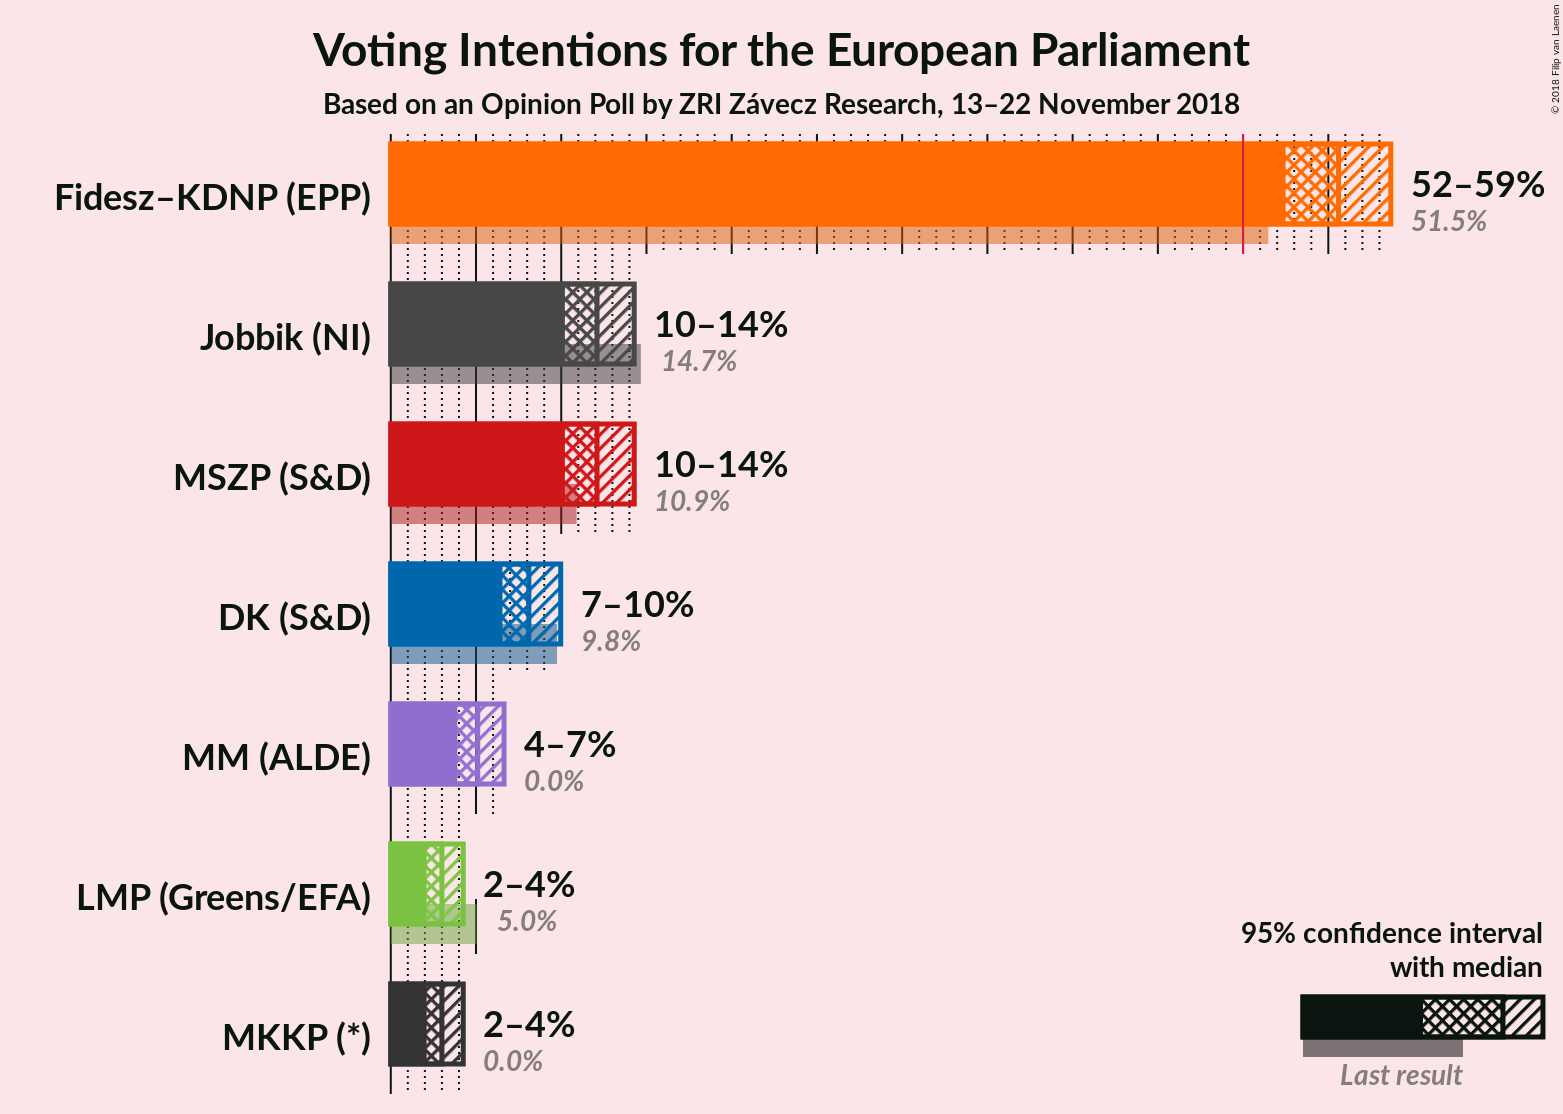 Voting Intentions for the European Parliament
Based on an Opinion Poll by ZRI Závecz Research, 13–22 November 2018
© 2018 Filip van Laenen
Fidesz–KDNP (EPP)
52–59%
51.5%
Jobbik (NI)
10–14%
14.7%
MSZP (S&D)
10–14%
10.9%
DK (S&D)
7–10%
9.8%
MM (ALDE)
4–7%
0.0%
LMP (Greens/EFA)
2–4%
5.0%
MKKP (*)
2–4%
0.0%
95% confidence interval
with median
Last result